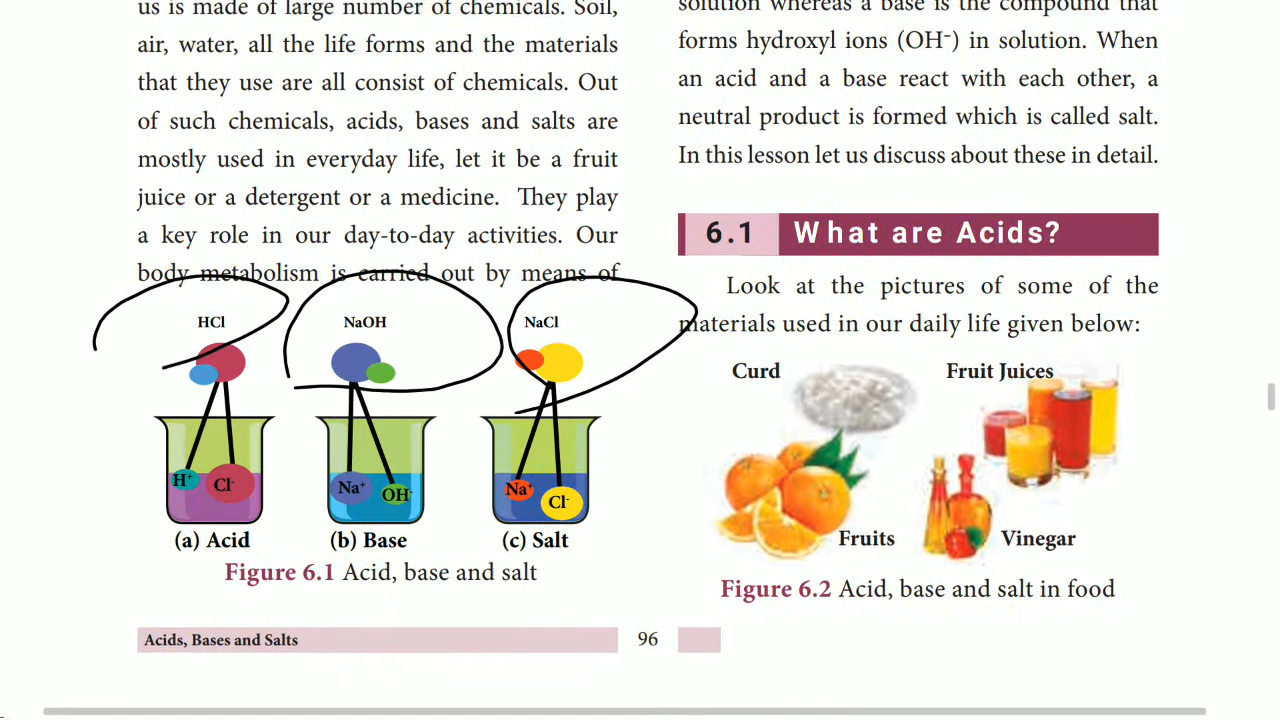 us is made of large number of chemicals. Soil,
air, water, all the life forms and the materials
that they use are all consist of chemicals. Out
of such chemicals, acids, bases and salts are
mostly used in everyday life, let it be a fruit
juice or a detergent or a medicine. They play
a key role in our day-to-day activities. Our
body metabolism is carried out by means of
HCl NaOH NaCl
H⁺ Cl⁻ Na⁺ OH⁻ Na⁺ Cl⁻
(a) Acid (b) Base (c) Salt
Figure 6.1 Acid, base and salt
solution whereas a base is the compound that
forms hydroxyl ions (OH⁻) in solution. When
an acid and a base react with each other, a
neutral product is formed which is called salt.
In this lesson let us discuss about these in detail.
6.1 What are Acids?
Look at the pictures of some of the
materials used in our daily life given below:
Curd Fruit Juices
Fruits Vinegar
Figure 6.2 Acid, base and salt in food
Acids, Bases and Salts 96